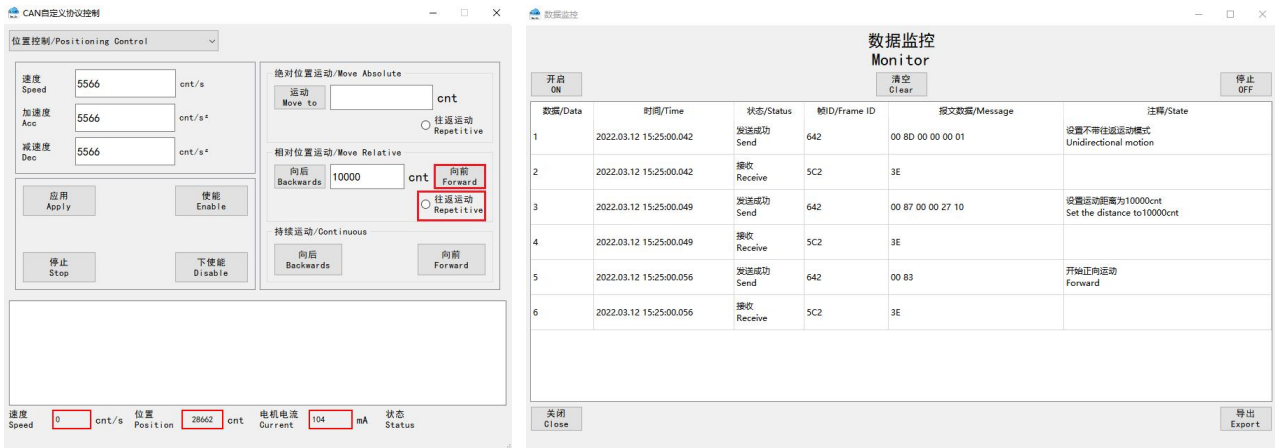 CAN自定义协议控制
位置控制/Positioning Control
速度
Speed
5566
cnt/s
加速度
Acc
5566
cnt/s²
减速度
Dec
5566
cnt/s²
应用
Apply
使能
Enable
停止
Stop
下使能
Disable
绝对位置运动/Move Absolute
运动
Move to
cnt
往返运动
Repetitive
相对位置运动/Move Relative
向后
Backwards
10000
cnt
向前
Forward
往返运动
Repetitive
持续运动/Continuous
向后
Backwards
向前
Forward
速度
Speed
0
cnt/s
位置
Position
28662
cnt
电机电流
Current
104
mA
状态
Status
数据监控
数据监控
Monitor
开启
ON
清空
Clear
停止
OFF
数据/Data 时间/Time 状态/Status 帧ID/Frame ID 报文数据/Message 注释/State
1 2022.03.12 15:25:00.042 发送成功 Send 642 00 8D 00 00 00 01 设置不带往返运动模式 Unidirectional motion
2 2022.03.12 15:25:00.042 接收 Receive 5C2 3E
3 2022.03.12 15:25:00.049 发送成功 Send 642 00 87 00 00 27 10 设置运动距离为10000cnt Set the distance to10000cnt
4 2022.03.12 15:25:00.049 接收 Receive 5C2 3E
5 2022.03.12 15:25:00.056 发送成功 Send 642 00 83 开始正向运动 Forward
6 2022.03.12 15:25:00.056 接收 Receive 5C2 3E
关闭
Close
导出
Export